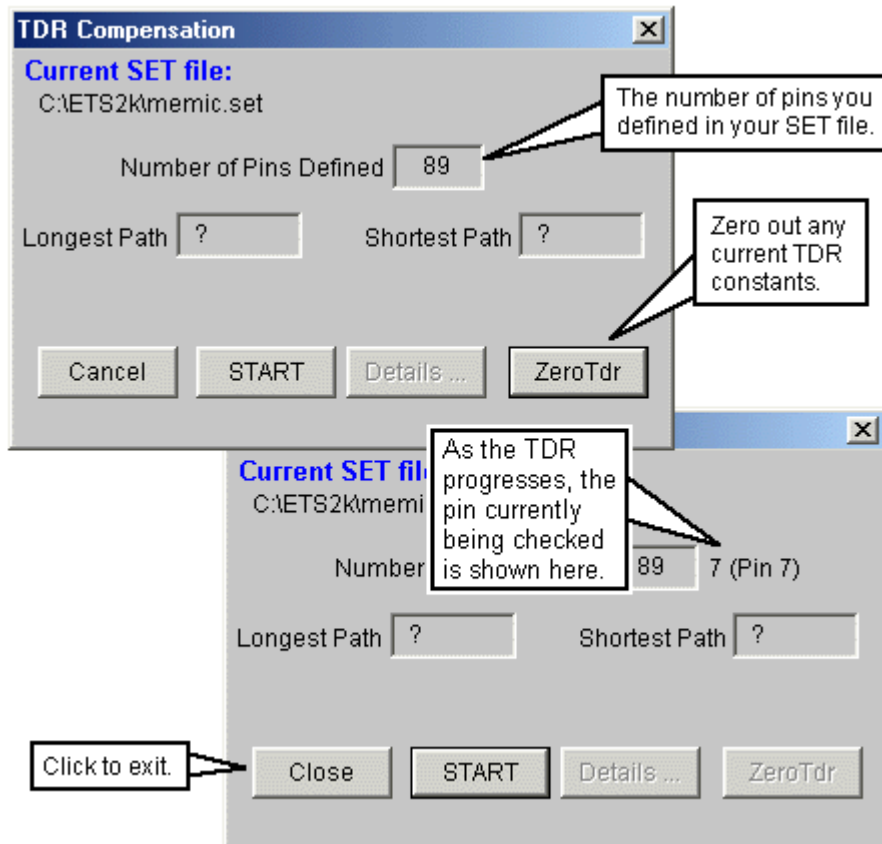 TDR Compensation
Current SET file:
C:\ETS2k\memic.set
The number of pins you
defined in your SET file.
Number of Pins Defined 89
Longest Path ?
Shortest Path ?
Zero out any
current TDR
constants.
Cancel
START
Details ...
ZeroTdr
As the TDR
progresses, the
pin currently
being checked
is shown here.
Current SET fil
C:\ETS2k\memi
Number
89
7 (Pin 7)
Longest Path ?
Shortest Path ?
Click to exit.
Close
START
Details ...
ZeroTdr